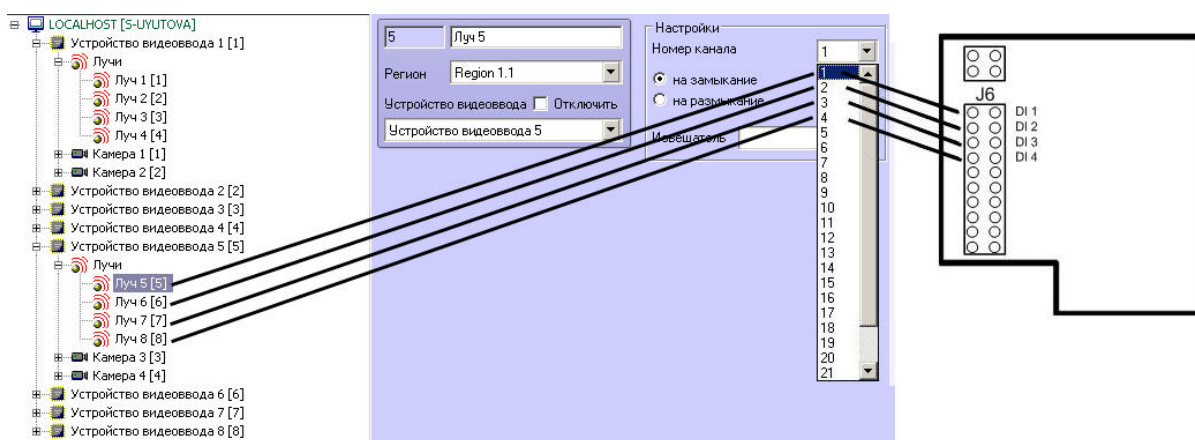 LOCALHOST [S-UYUTOVA]
Устройство видеоввода 1 [1]
Лучи
Луч 1 [1]
Луч 2 [2]
Луч 3 [3]
Луч 4 [4]
Камера 1 [1]
Камера 2 [2]
Устройство видеоввода 2 [2]
Устройство видеоввода 3 [3]
Устройство видеоввода 4 [4]
Устройство видеоввода 5 [5]
Лучи
Луч 5 [5]
Луч 6 [6]
Луч 7 [7]
Луч 8 [8]
Камера 3 [3]
Камера 4 [4]
Устройство видеоввода 6 [6]
Устройство видеоввода 7 [7]
Устройство видеоввода 8 [8]
5 Луч 5
Регион Region 1.1
Устройство видеоввода Отключить
Устройство видеоввода 5
Настройки
Номер канала 1
на замыкание
на размыкание
Извещатель
1
2
3
4
5
6
7
8
9
10
11
12
13
14
15
16
17
18
19
20
21
J6
DI 1
DI 2
DI 3
DI 4